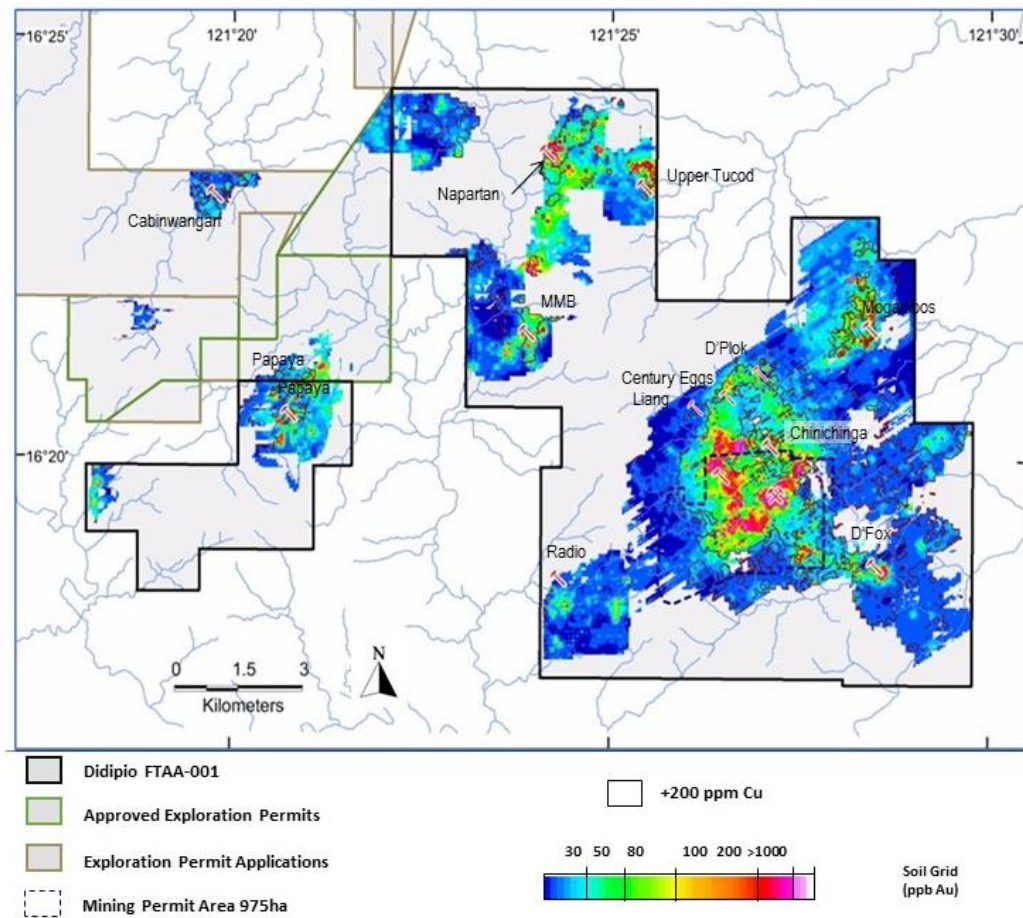 16°25'
121°20'
121°25'
121°30'
Napartan
Upper Tucod
Cabinwangan
MMB
Mogamoos
D'Plok
Papaya
Century Eggs
Papaya
Liang
Chinichinga
16°20'
D'Fox
Radio
0 1.5 3
Kilometers
N
Didipio FTAA-001
+200 ppm Cu
Approved Exploration Permits
30 50 80 100 200 >1000
Exploration Permit Applications
Soil Grid
(ppb Au)
Mining Permit Area 975ha